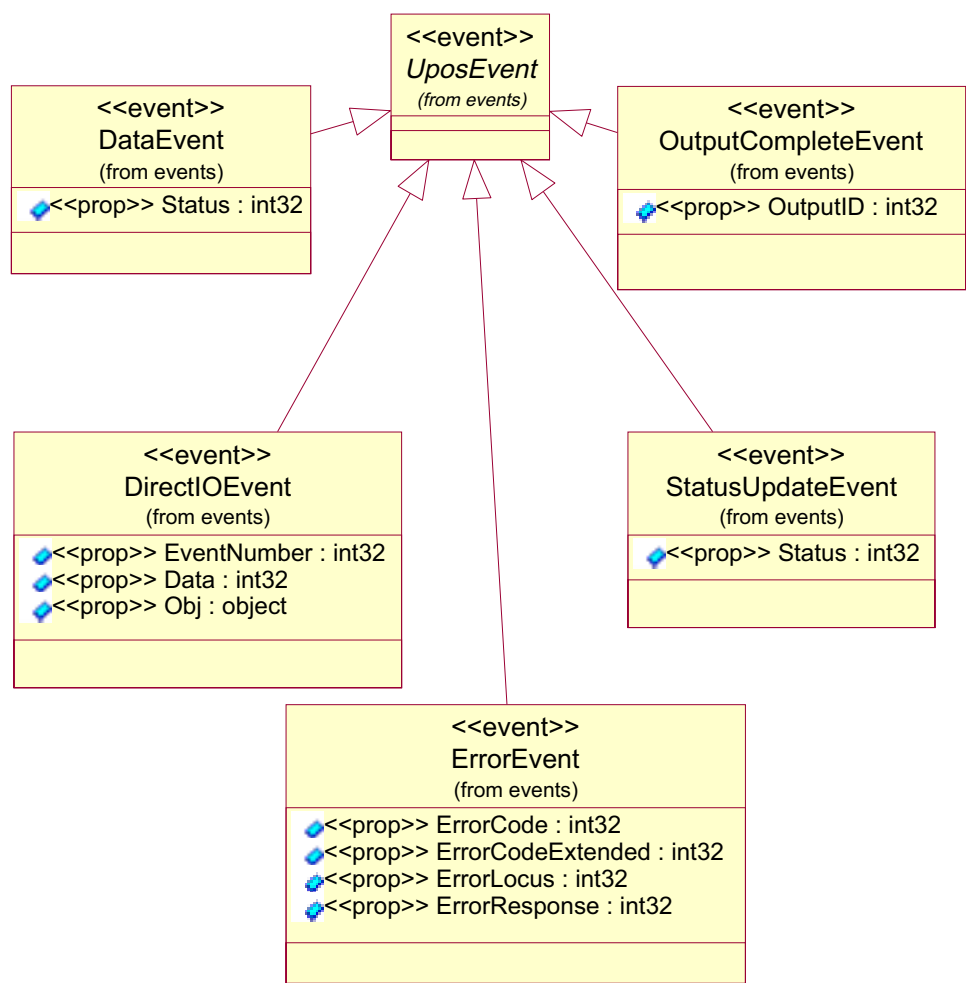 <<event>>
UposEvent
(from events)
<<event>>
DataEvent
(from events)
<<prop>> Status : int32
<<event>>
OutputCompleteEvent
(from events)
<<prop>> OutputID : int32
<<event>>
DirectIOEvent
(from events)
<<prop>> EventNumber : int32
<<prop>> Data : int32
<<prop>> Obj : object
<<event>>
StatusUpdateEvent
(from events)
<<prop>> Status : int32
<<event>>
ErrorEvent
(from events)
<<prop>> ErrorCode : int32
<<prop>> ErrorCodeExtended : int32
<<prop>> ErrorLocus : int32
<<prop>> ErrorResponse : int32